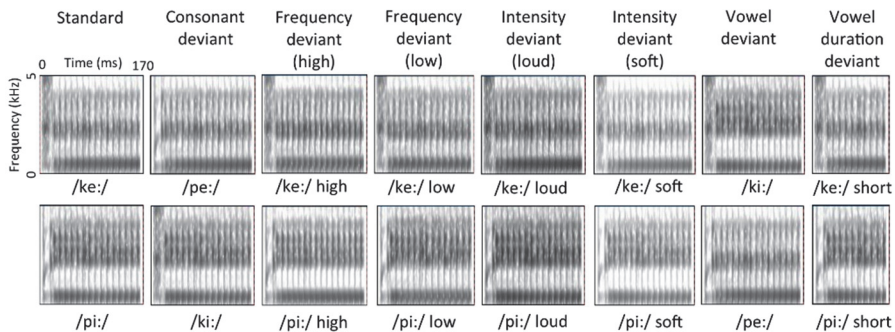 Standard
Consonant
deviant
Frequency
deviant
(high)
Frequency
deviant
(low)
Intensity
deviant
(loud)
Intensity
deviant
(soft)
Vowel
deviant
Vowel
duration
deviant
0 Time (ms) 170
5
Frequency (kHz)
0
/ke:/ /pe:/ /ke:/ high /ke:/ low /ke:/ loud /ke:/ soft /ki:/ /ke:/ short
/pi:/ /ki:/ /pi:/ high /pi:/ low /pi:/ loud /pi:/ soft /pe:/ /pi:/ short